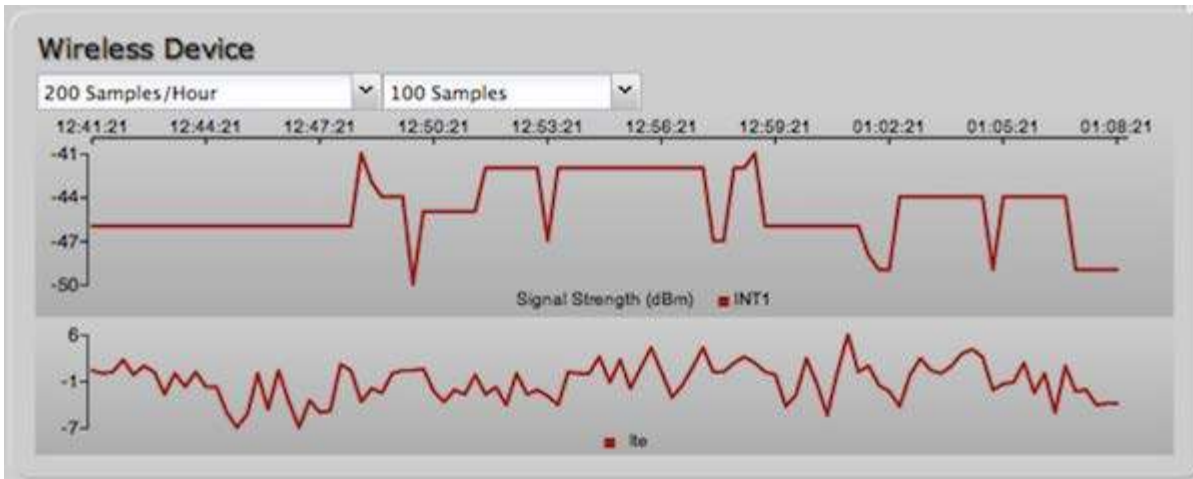 Wireless Device
200 Samples/Hour 100 Samples
12:41:21 12:44:21 12:47:21 12:50:21 12:53:21 12:56:21 12:59:21 01:02:21 01:05:21 01:08:21
-41
-44
-47
-50
Signal Strength (dBm) INT1
6
-1
-7
lte